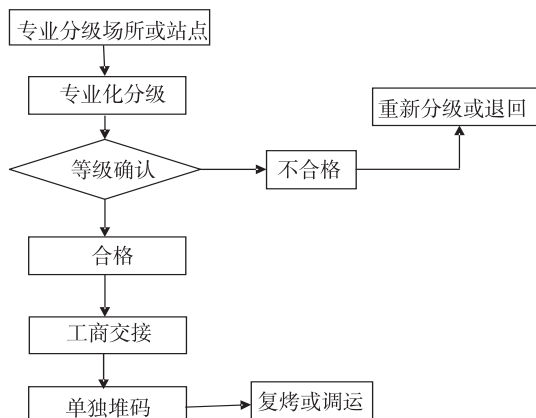 专业分级场所或站点
专业化分级
重新分级或退回
等级确认
不合格
合格
工商交接
单独堆码
复烤或调运